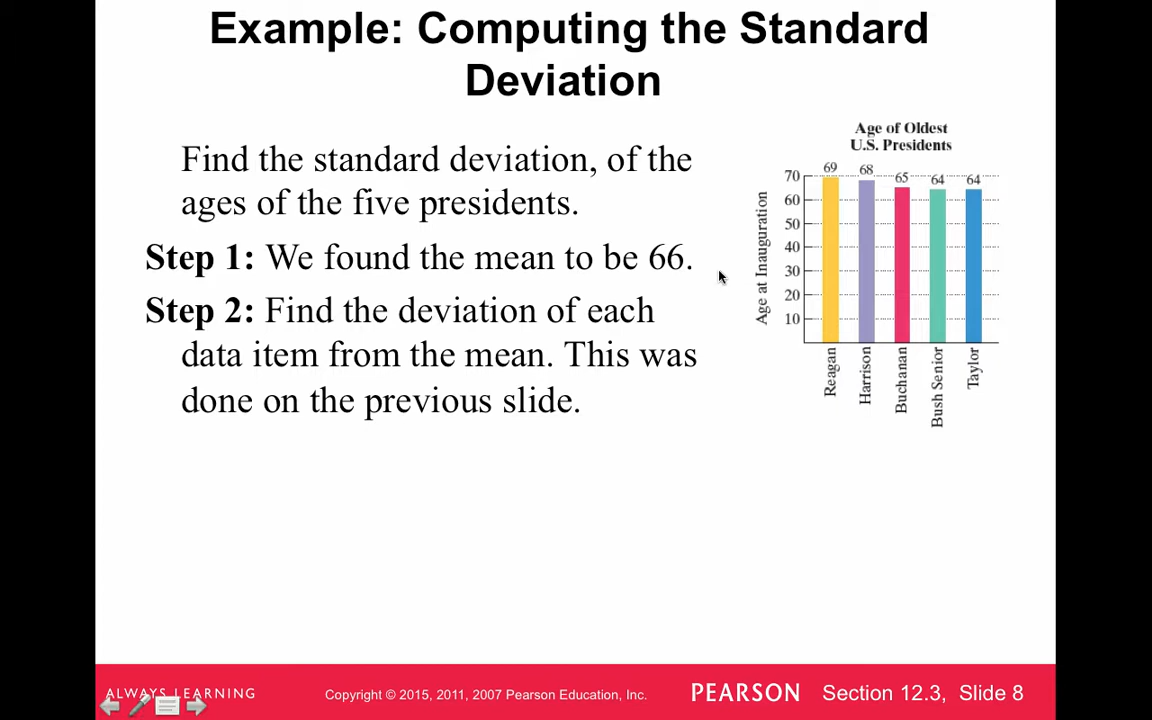 Example: Computing the Standard
Deviation
Find the standard deviation, of the
ages of the five presidents.
Step 1: We found the mean to be 66.
Step 2: Find the deviation of each
data item from the mean. This was
done on the previous slide.
Age of Oldest
U.S. Presidents
Age at Inauguration
70
60
50
40
30
20
10
69
68
65
64
64
Reagan
Harrison
Buchanan
Bush Senior
Taylor
ALWAYS LEARNING
Copyright © 2015, 2011, 2007 Pearson Education, Inc.
PEARSON
Section 12.3, Slide 8